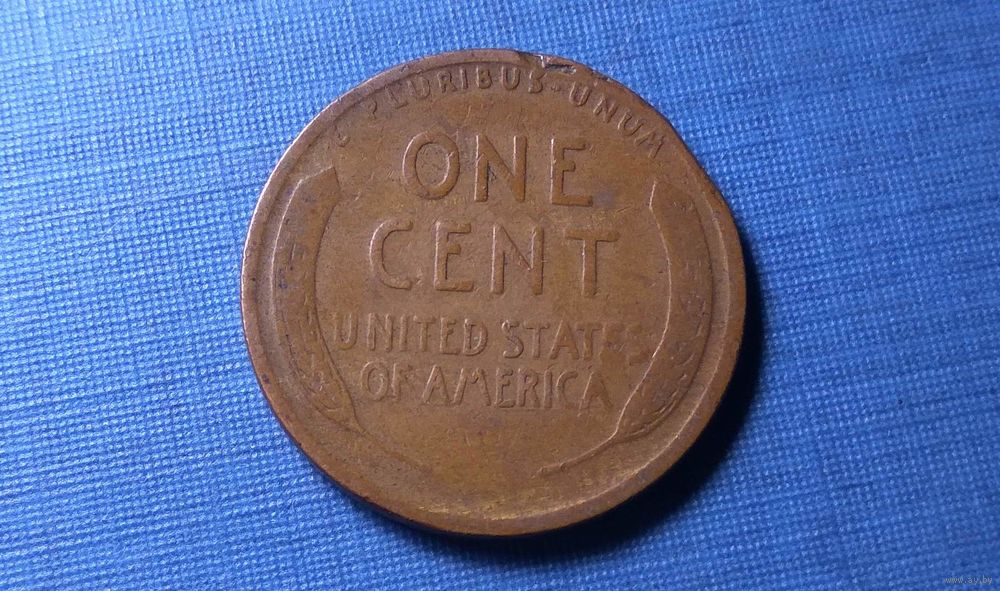 E PLURIBUS·UNUM
ONE
CENT
UNITED STATES
OF AMERICA
www.ay.by